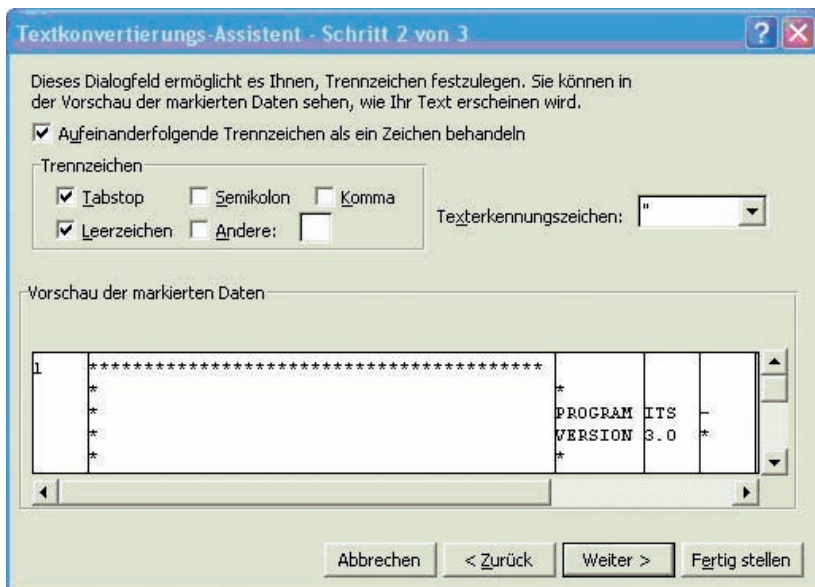 Textkonvertierungs-Assistent - Schritt 2 von 3
Dieses Dialogfeld ermöglicht es Ihnen, Trennzeichen festzulegen. Sie können in
der Vorschau der markierten Daten sehen, wie Ihr Text erscheinen wird.
Aufeinanderfolgende Trennzeichen als ein Zeichen behandeln
Trennzeichen
Tabstop Semikolon Komma
Leerzeichen Andere:
Texterkennungszeichen: "
Vorschau der markierten Daten
1 *****************************************
* *
* PROGRAM ITS -
* VERSION 3.0 *
* *
Abbrechen < Zurück Weiter > Fertig stellen